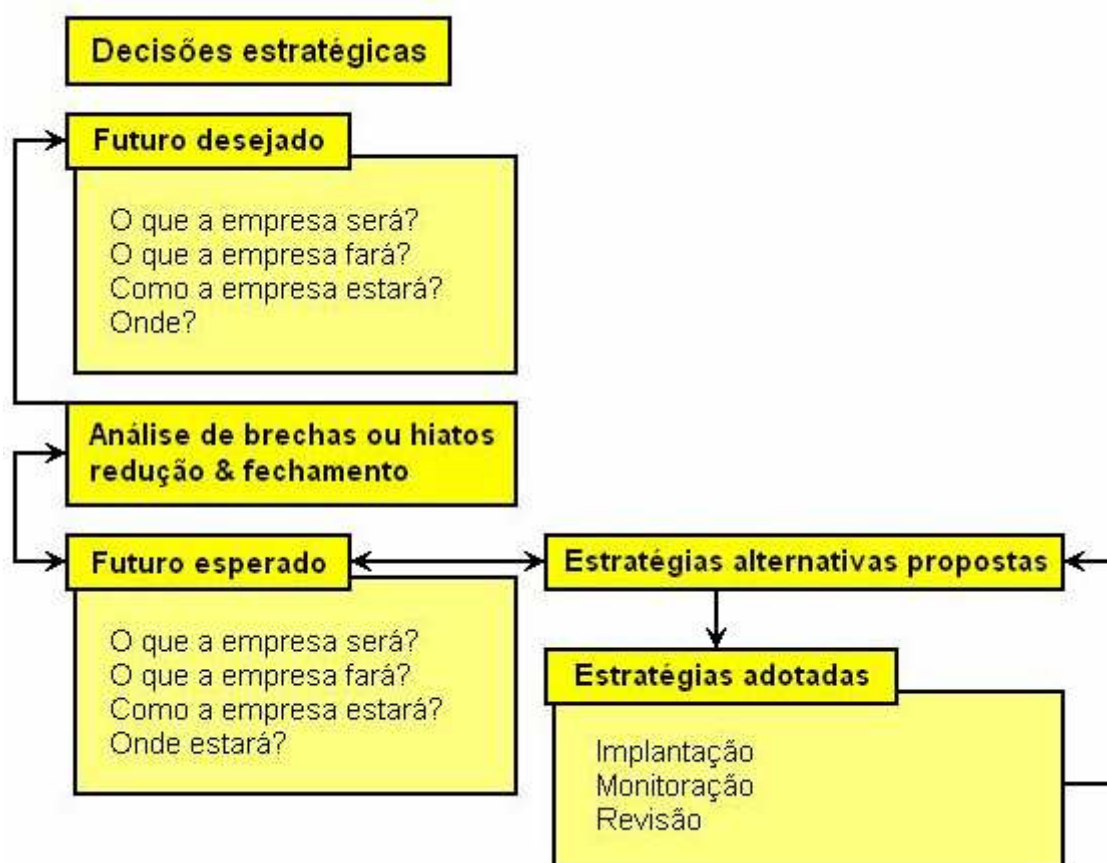 Decisões estratégicas
Futuro desejado
O que a empresa será?
O que a empresa fará?
Como a empresa estará?
Onde?
Análise de brechas ou hiatos
redução & fechamento
Futuro esperado
O que a empresa será?
O que a empresa fará?
Como a empresa estará?
Onde estará?
Estratégias alternativas propostas
Estratégias adotadas
Implantação
Monitoração
Revisão